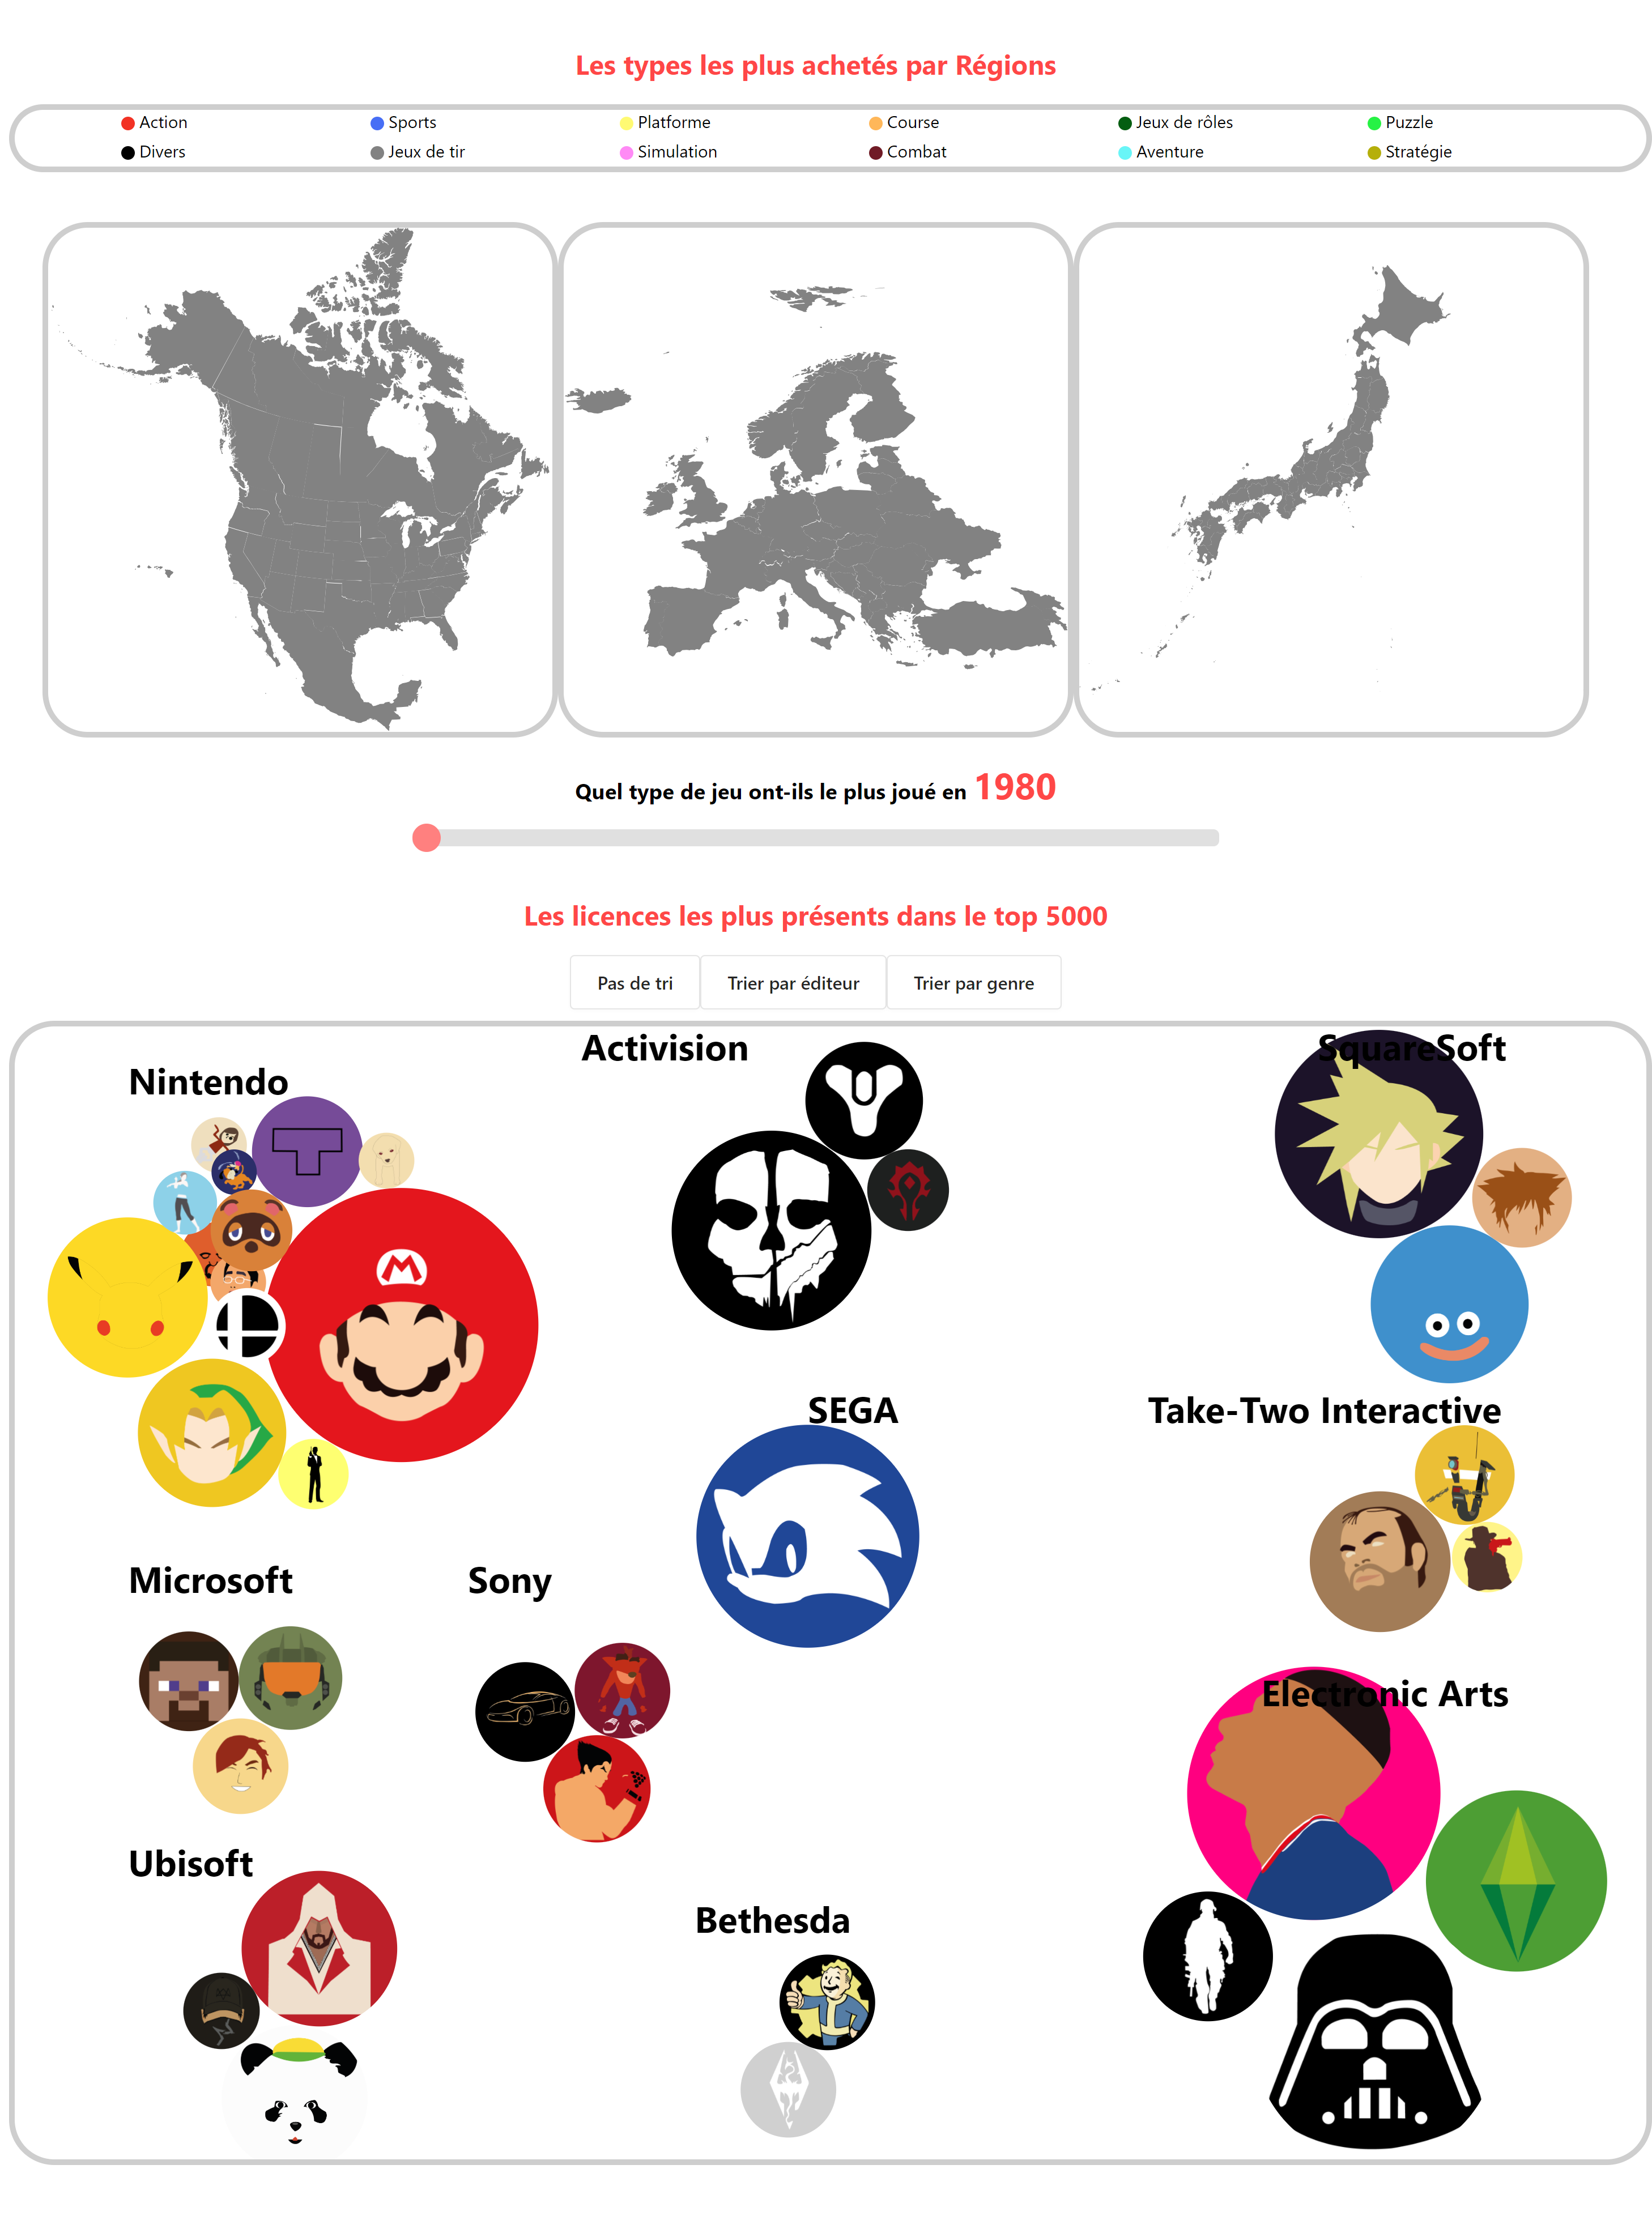 Les types les plus achetés par Régions
Action Sports Platforme Course Jeux de rôles Puzzle
Divers Jeux de tir Simulation Combat Aventure Stratégie
Quel type de jeu ont-ils le plus joué en 1980
Les licences les plus présents dans le top 5000
Pas de tri Trier par éditeur Trier par genre
Activision
SquareSoft
Nintendo
M
SEGA
Take-Two Interactive
Microsoft
Sony
Electronic Arts
Ubisoft
Bethesda